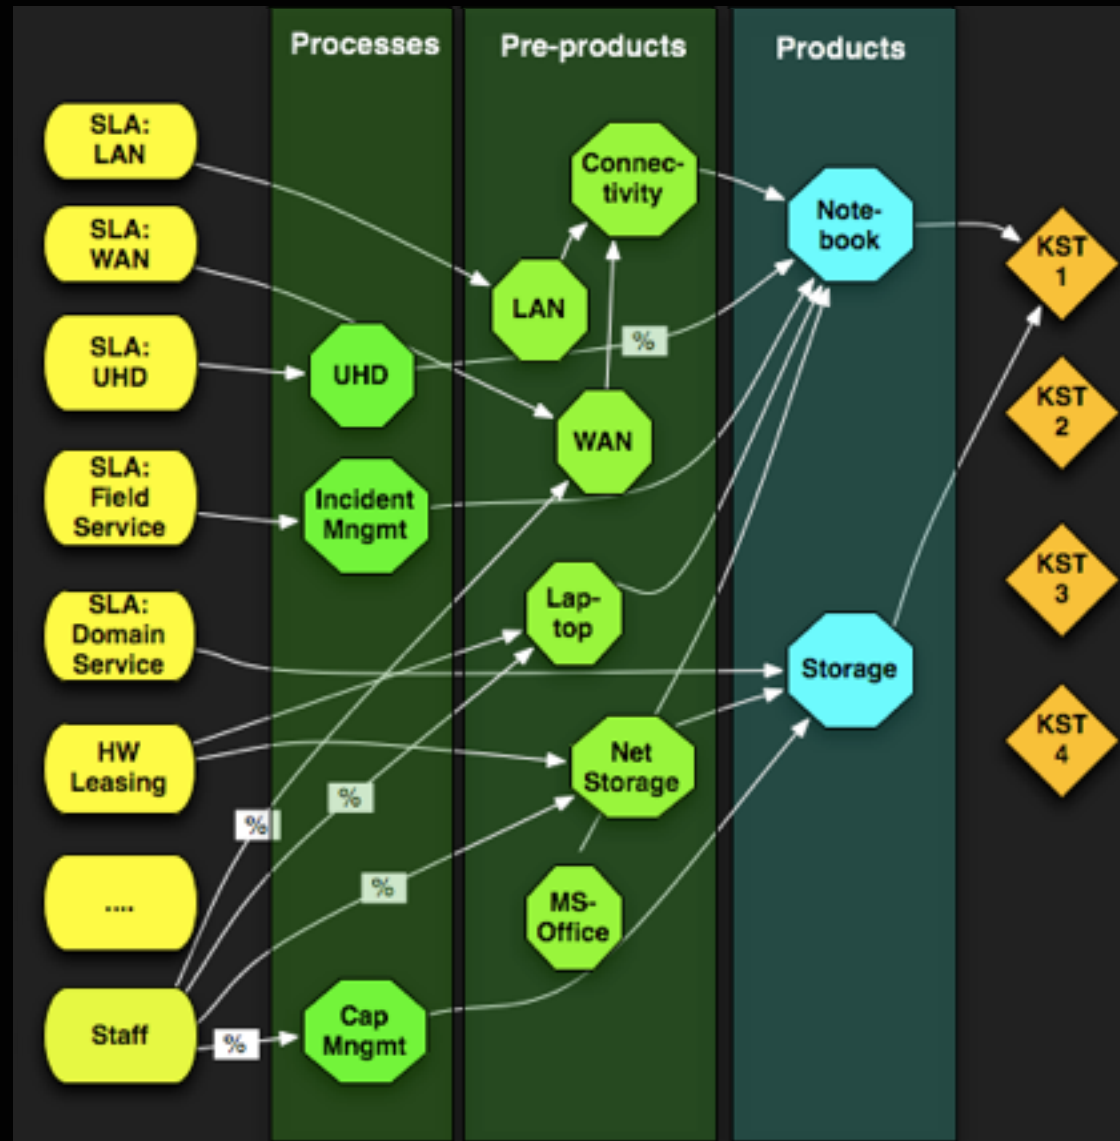 Processes
Pre-products
Products
SLA:
LAN
SLA:
WAN
SLA:
UHD
SLA:
Field
Service
SLA:
Domain
Service
HW
Leasing
....
Staff
UHD
Incident
Mngmt
Cap
Mngmt
%
%
%
%
Connec-
tivity
LAN
%
WAN
Lap-
top
Net
Storage
MS-
Office
Note-
book
Storage
KST
1
KST
2
KST
3
KST
4